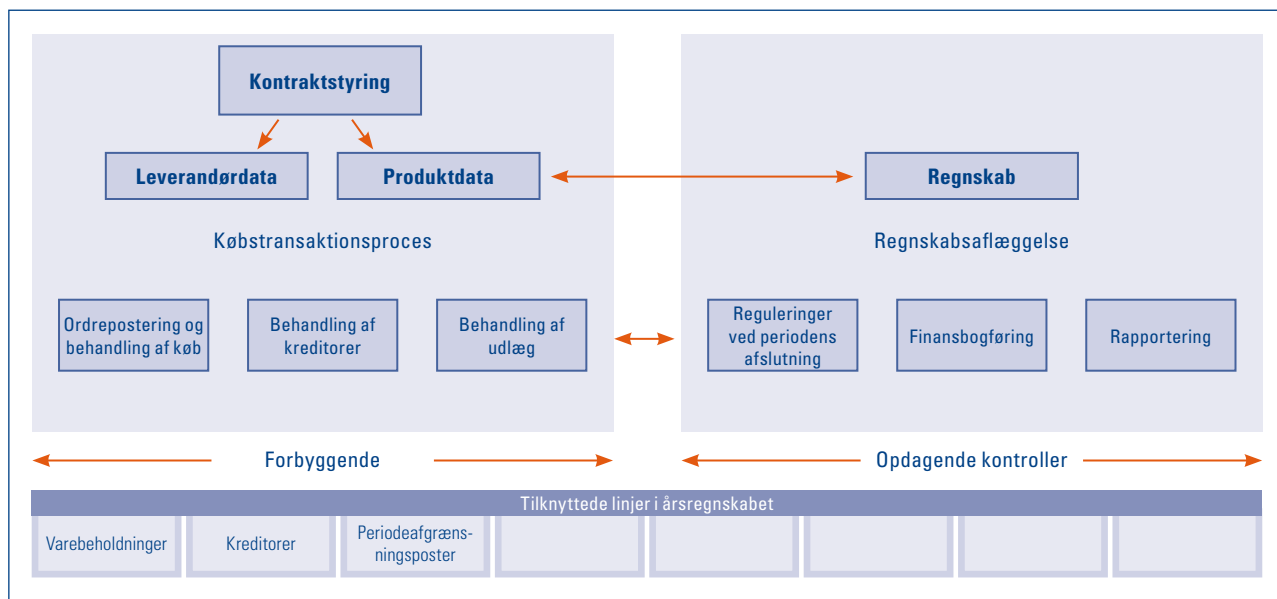 Kontraktstyring
Leverandørdata
Produktdata
Regnskab
Købstransaktionsproces
Regnskabsaflæggelse
Ordrepostering og
behandling af køb
Behandling af
kreditorer
Behandling af
udlæg
Reguleringer
ved periodens
afslutning
Finansbogføring
Rapportering
Forbyggende
Opdagende kontroller
Tilknyttede linjer i årsregnskabet
Varebeholdninger
Kreditorer
Periodeafgræns-
ningsposter